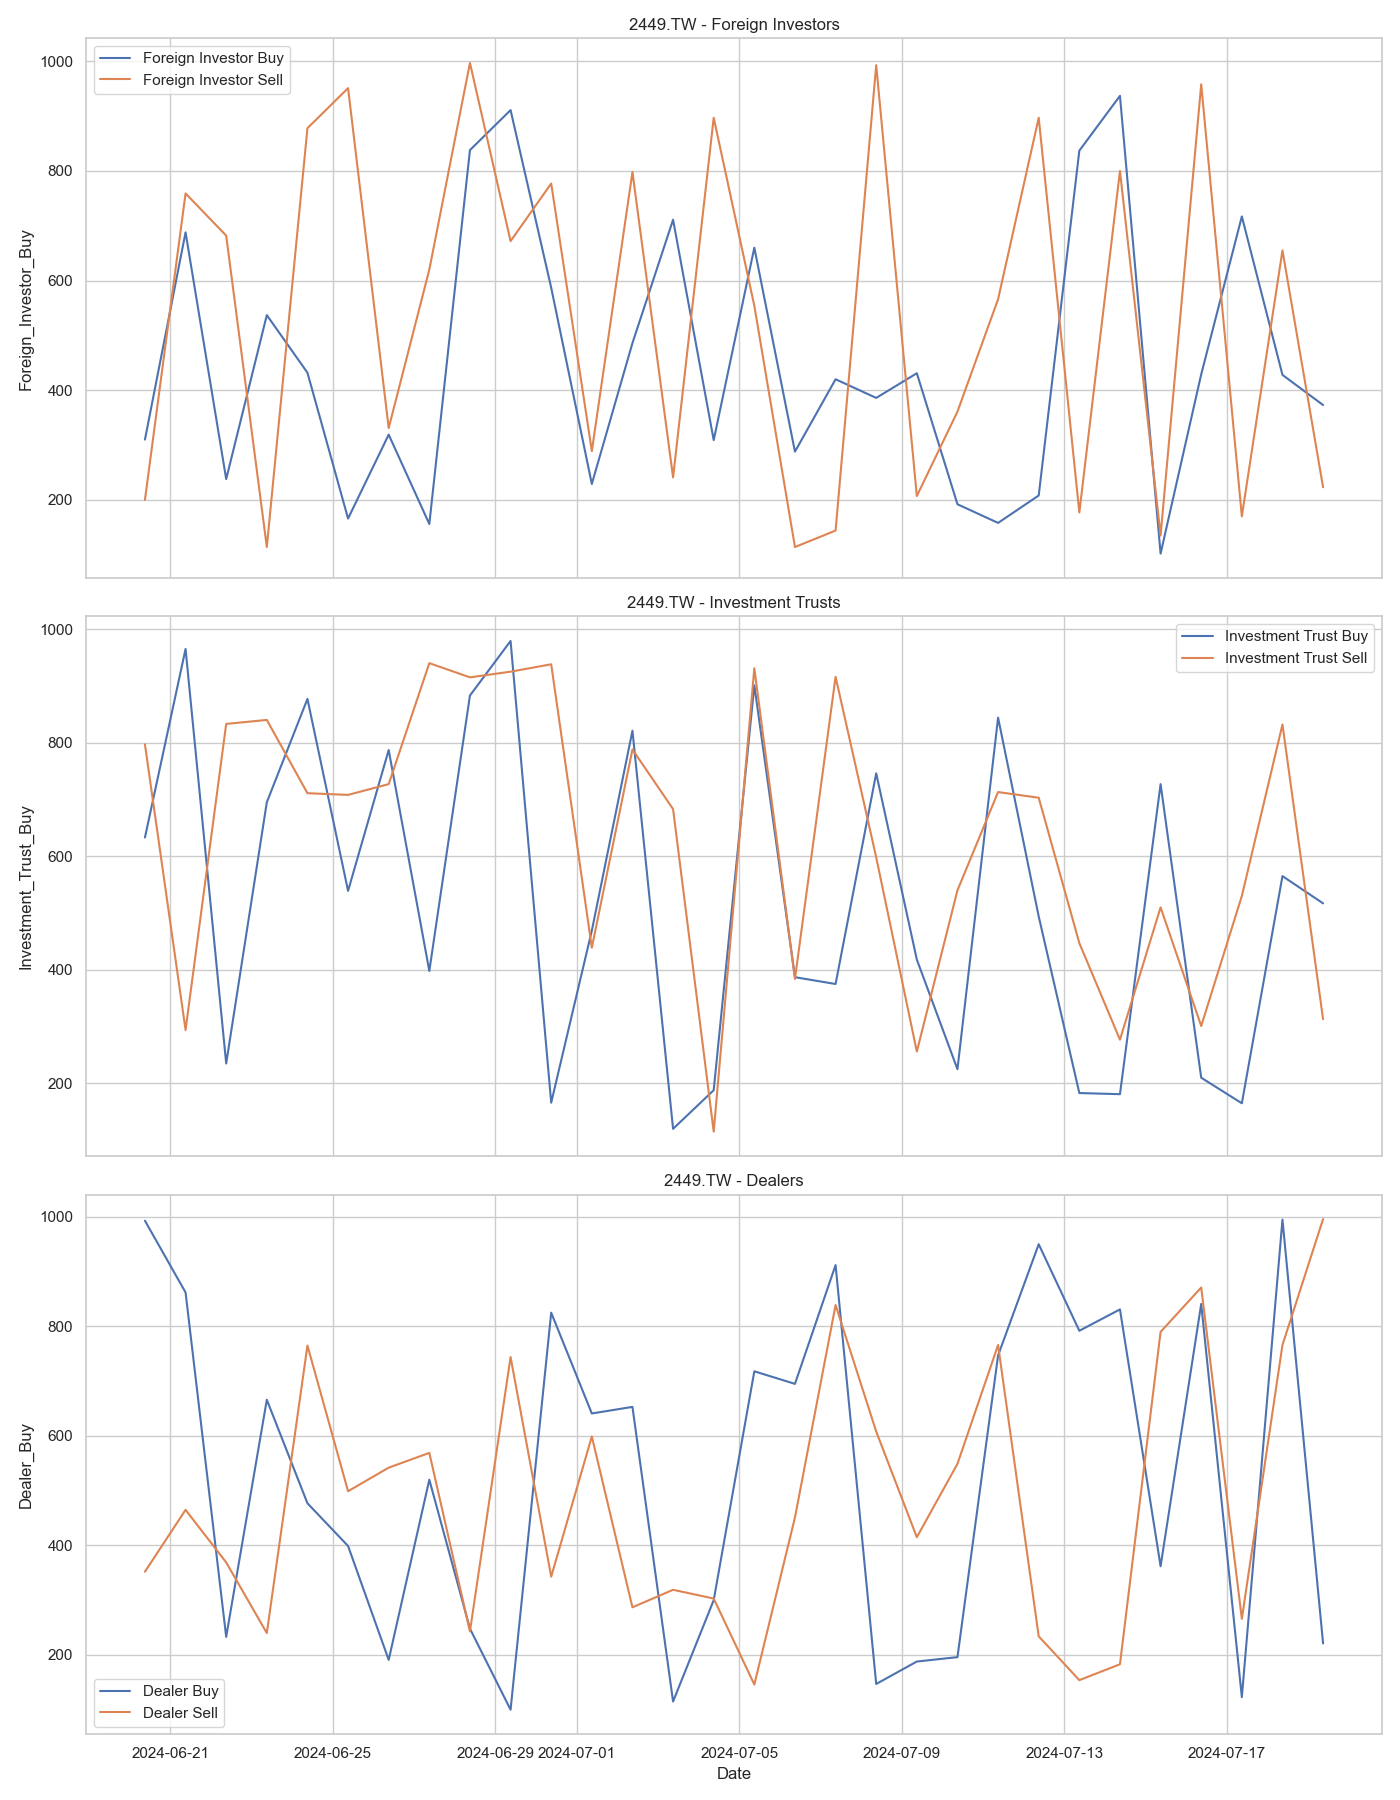 2449.TW - Foreign Investors
Foreign Investor Buy
Foreign Investor Sell
1000
800
600
400
200
Foreign_Investor_Buy
2449.TW - Investment Trusts
Investment Trust Buy
Investment Trust Sell
1000
800
600
400
200
Investment_Trust_Buy
2449.TW - Dealers
1000
800
600
400
200
Dealer_Buy
Dealer Buy
Dealer Sell
2024-06-21 2024-06-25 2024-06-29 2024-07-01 2024-07-05 2024-07-09 2024-07-13 2024-07-17
Date